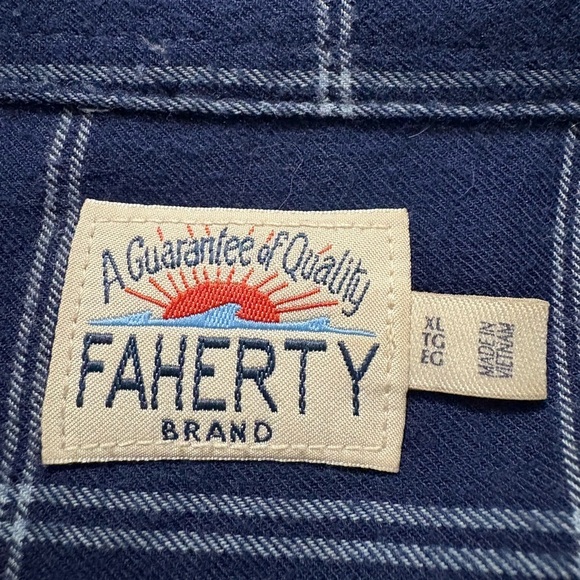 A Guarantee of Quality
FAHERTY
BRAND
XL
TG
EG
MADE IN
VIETNAM